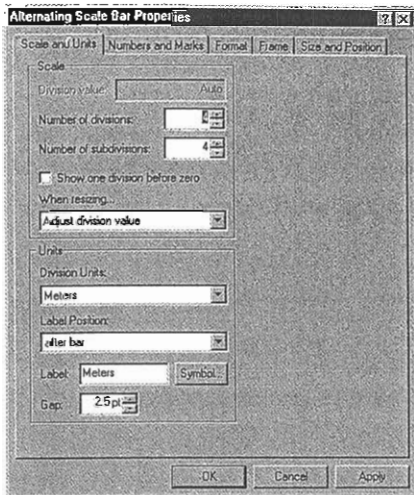 Alternating Scale Bar Properties
Scale and Units Numbers and Marks Format Frame Size and Position
Scale
Division value: Auto
Number of divisions:
Number of subdivisions: 4
Show one division before zero
When resizing...
Adjust division value
Units
Division Units:
Meters
Label Position:
after bar
Label: Meters Symbol...
Gap: 2.5 pt
OK Cancel Apply